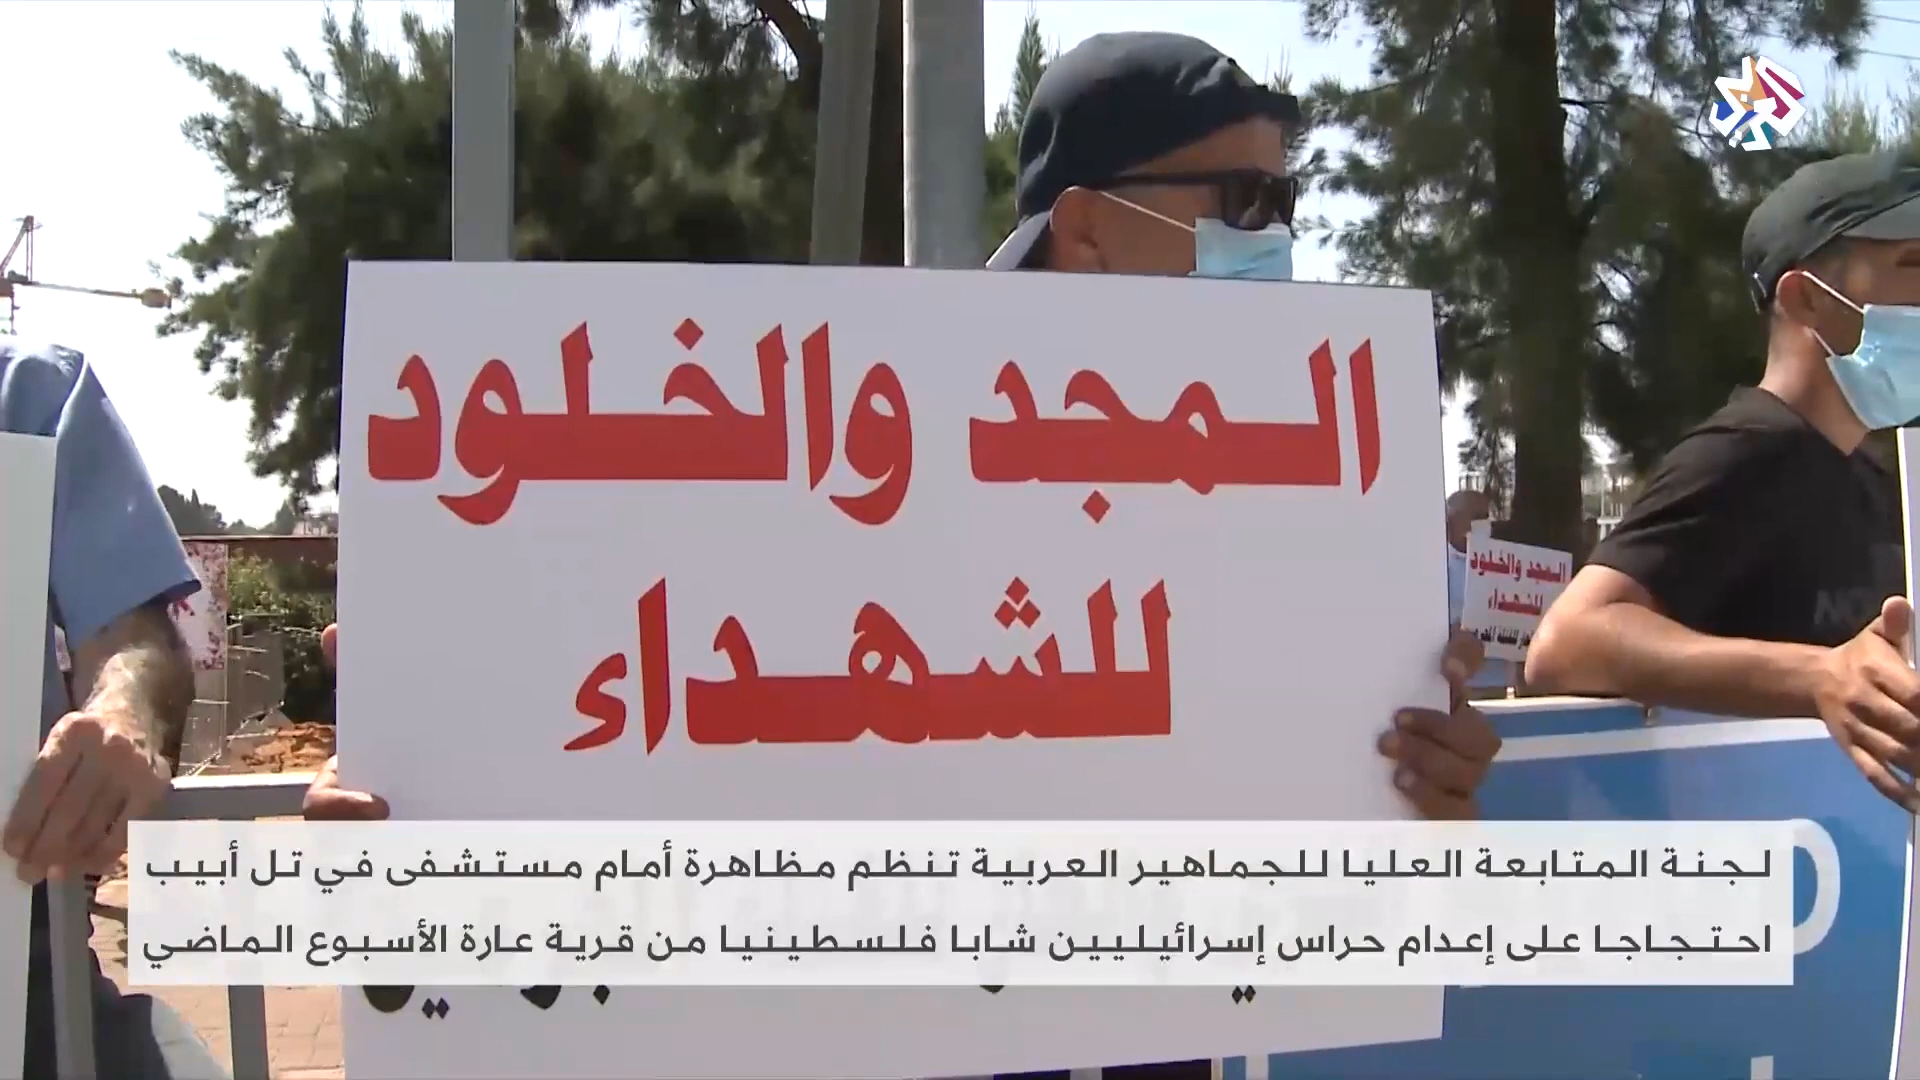 المجد والخلود
للشهداء
المجد والخلود
للشهداء
لجنة المتابعة العليا للجماهير العربية تنظم مظاهرة أمام مستشفى في تل أبيب
احتجاجا على إعدام حراس إسرائيليين شابا فلسطينيا من قرية عارة الأسبوع الماضي